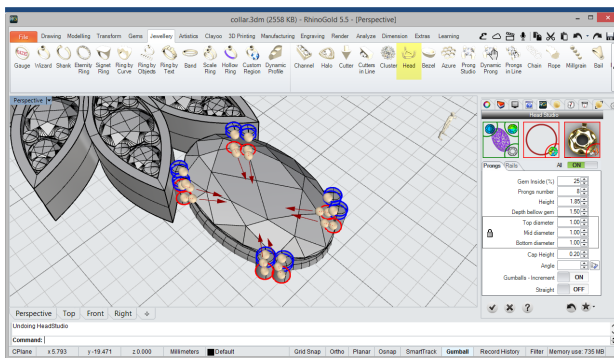 collar.3dm (2558 KB) - RhinoGold 5.5 - [Perspective]
File Drawing Modelling Transform Gems Jewellery Artistics Clayoo 3D Printing Manufacturing Engraving Render Analyze Dimension Extras Learning
Gauge Wizard Shank Eternity Ring Signet Ring Ring by Curve Ring by Objects Ring by Text Band Scale Ring Hollow Ring Custom Region Dynamic Profile Channel Halo Cutter Cutters in Line Cluster Head Bezel Azure Prong Studio Dynamic Prong Prongs in Line Chain Rope Milgrain Bail
Perspective
Head Studio
Prongs Rails All ON
Gem Inside (%) 25
Prongs number 8
Height 1.85
Depth bellow gem 1.50
Top diameter 1.00
Mid diameter 1.00
Bottom diameter 1.00
Cap Height 0.20
Angle
Gumballs - Increment ON
Straight OFF
Perspective Top Front Right
Undoing HeadStudio
Command:
CPlane x 5.793 y -19.471 z 0.000 Millimeters Default Grid Snap Ortho Planar Osnap SmartTrack Gumball Record History Filter Memory use: 735 MB